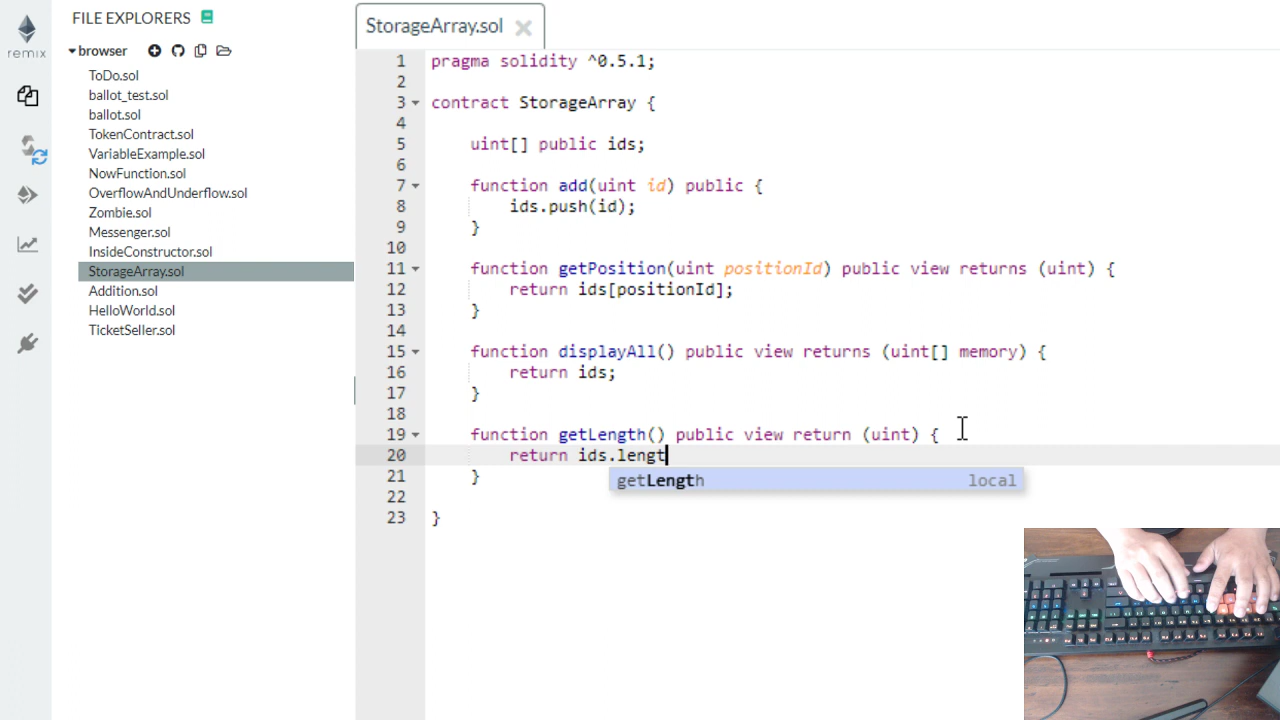 remix
FILE EXPLORERS
browser
ToDo.sol
ballot_test.sol
ballot.sol
TokenContract.sol
VariableExample.sol
NowFunction.sol
OverflowAndUnderflow.sol
Zombie.sol
Messenger.sol
InsideConstructor.sol
StorageArray.sol
Addition.sol
HelloWorld.sol
TicketSeller.sol
StorageArray.sol
1 pragma solidity ^0.5.1;
2
3 contract StorageArray {
4
5 uint[] public ids;
6
7 function add(uint id) public {
8 ids.push(id);
9 }
10
11 function getPosition(uint positionId) public view returns (uint) {
12 return ids[positionId];
13 }
14
15 function displayAll() public view returns (uint[] memory) {
16 return ids;
17 }
18
19 function getLength() public view return (uint) {
20 return ids.lengt
getLength local
21 }
22
23 }